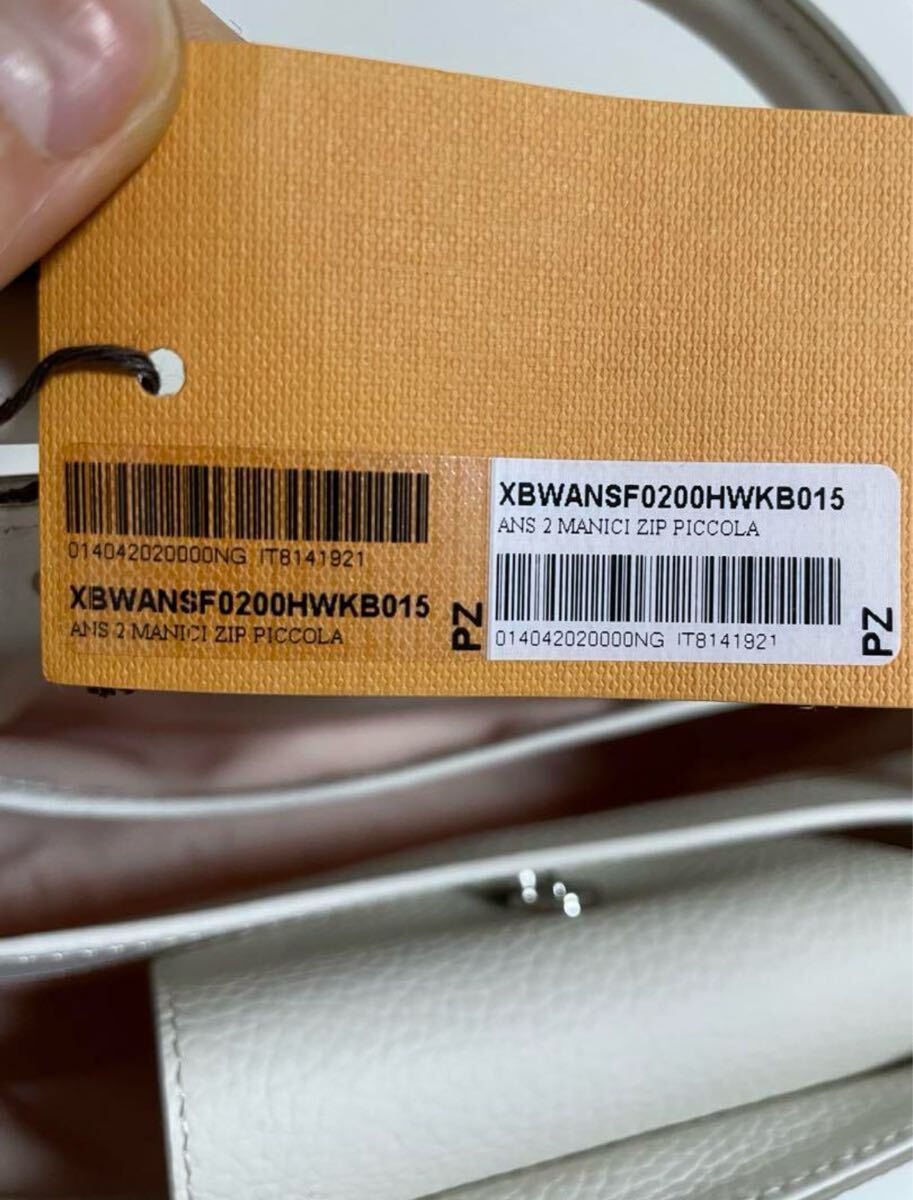 014042020000NG IT8141921
XBWANSF0200HWKB015
ANS 2 MANICI ZIP PICCOLA
PZ
XBWANSF0200HWKB015
ANS 2 MANICI ZIP PICCOLA
014042020000NG IT8141921
PZ